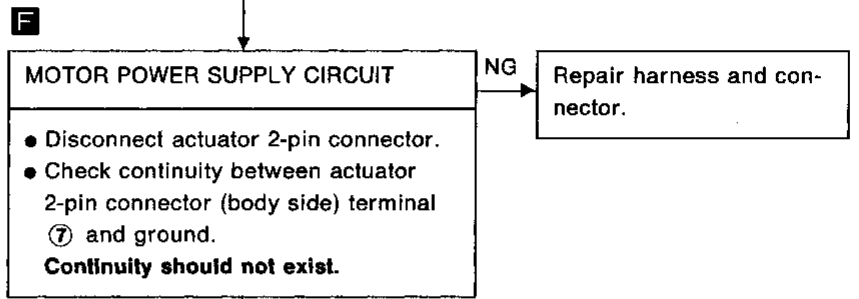 F
MOTOR POWER SUPPLY CIRCUIT
NG
Repair harness and con-
nector.
● Disconnect actuator 2-pin connector.
● Check continuity between actuator
2-pin connector (body side) terminal
⑦ and ground.
Continuity should not exist.